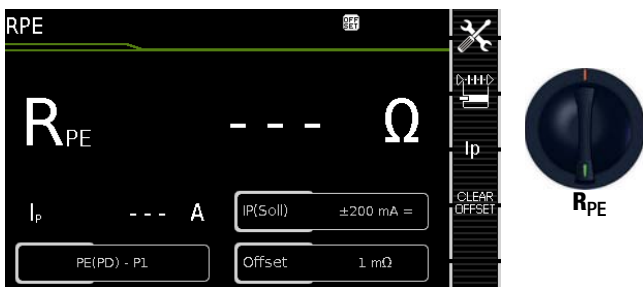 RPE
OFF SET
RPE
- - - Ω
Ip
Ip
- - - A
IP(Soll) ±200 mA =
CLEAR
OFFSET
RPE
PE(PD) - P1
Offset 1 mΩ